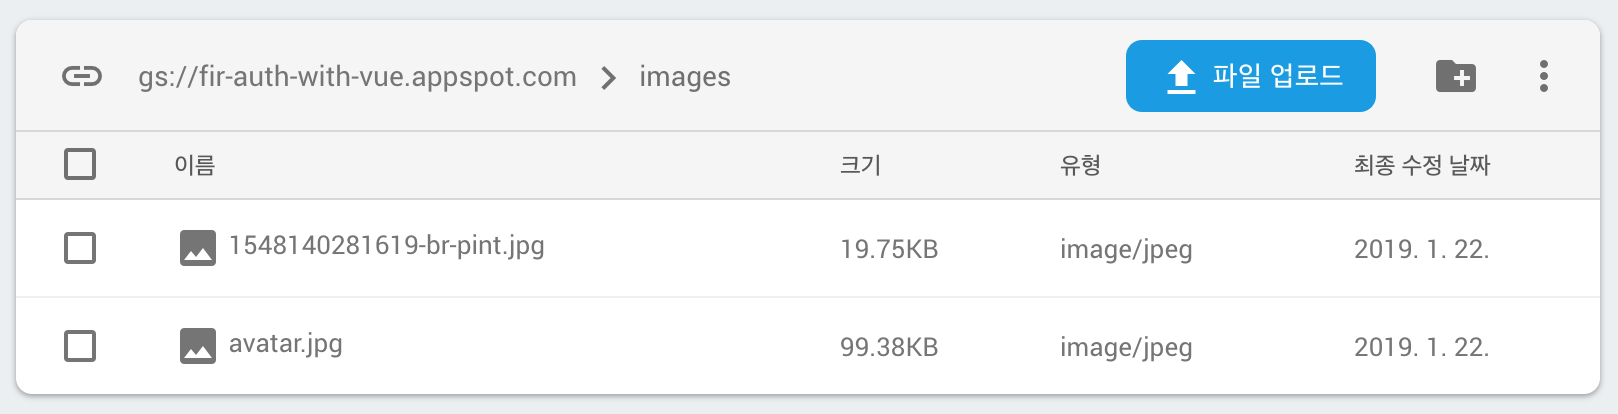 gs://fir-auth-with-vue.appspot.com > images 파일 업로드
이름 크기 유형 최종 수정 날짜
1548140281619-br-pint.jpg 19.75KB image/jpeg 2019. 1. 22.
avatar.jpg 99.38KB image/jpeg 2019. 1. 22.